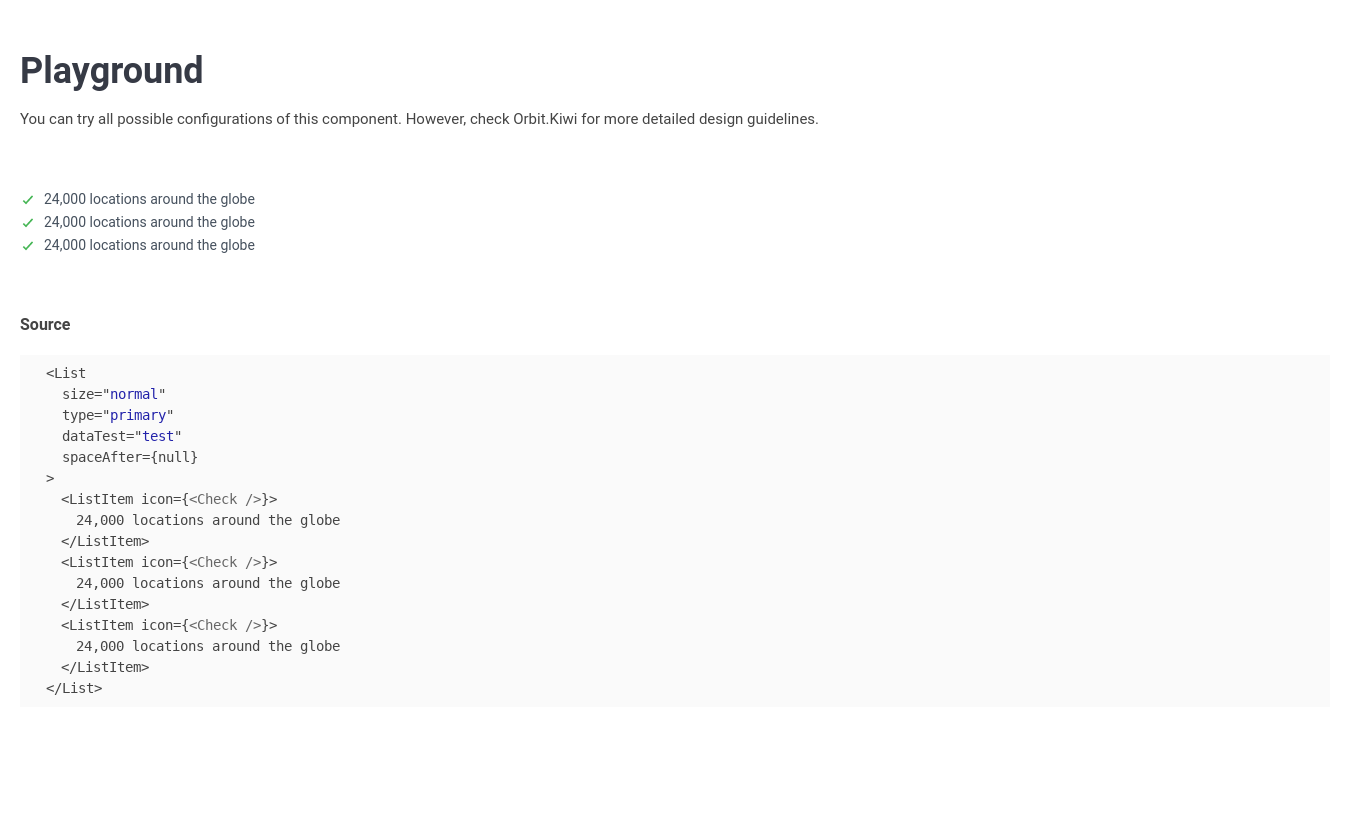 Playground
You can try all possible configurations of this component. However, check Orbit.Kiwi for more detailed design guidelines.
24,000 locations around the globe
24,000 locations around the globe
24,000 locations around the globe
Source
<List
  size="normal"
  type="primary"
  dataTest="test"
  spaceAfter={null}
>
  <ListItem icon={<Check />}>
    24,000 locations around the globe
  </ListItem>
  <ListItem icon={<Check />}>
    24,000 locations around the globe
  </ListItem>
  <ListItem icon={<Check />}>
    24,000 locations around the globe
  </ListItem>
</List>